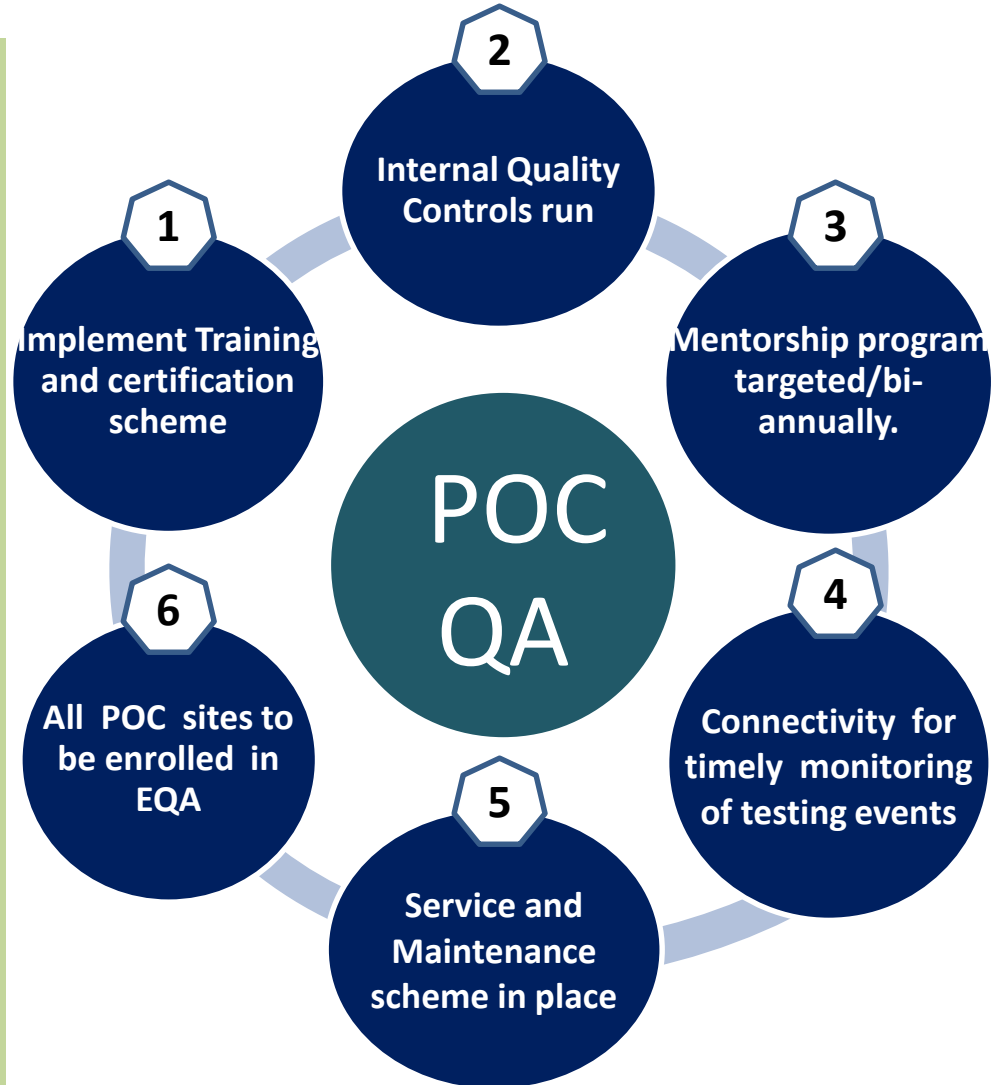 1
Implement Training
and certification
scheme
2
Internal Quality
Controls run
3
Mentorship program
targeted/bi-
annually.
4
Connectivity for
timely monitoring
of testing events
5
Service and
Maintenance
scheme in place
6
All POC sites to
be enrolled in
EQA
POC
QA